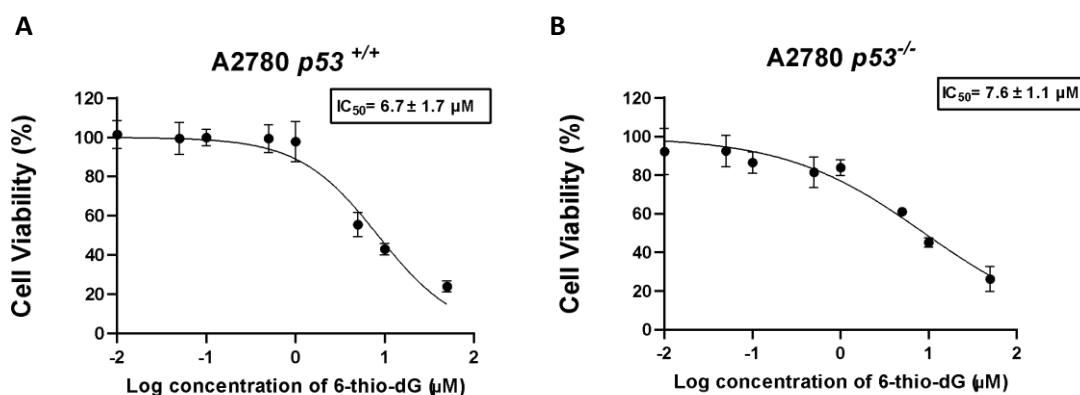 A
A2780 p53 +/+
IC50= 6.7 ± 1.7 µM
Cell Viability (%)
120
100
80
60
40
20
0
-2 -1 0 1 2
Log concentration of 6-thio-dG (µM)
B
A2780 p53-/-
IC50= 7.6 ± 1.1 µM
Cell Viability (%)
120
100
80
60
40
20
0
-2 -1 0 1 2
Log concentration of 6-thio-dG (µM)